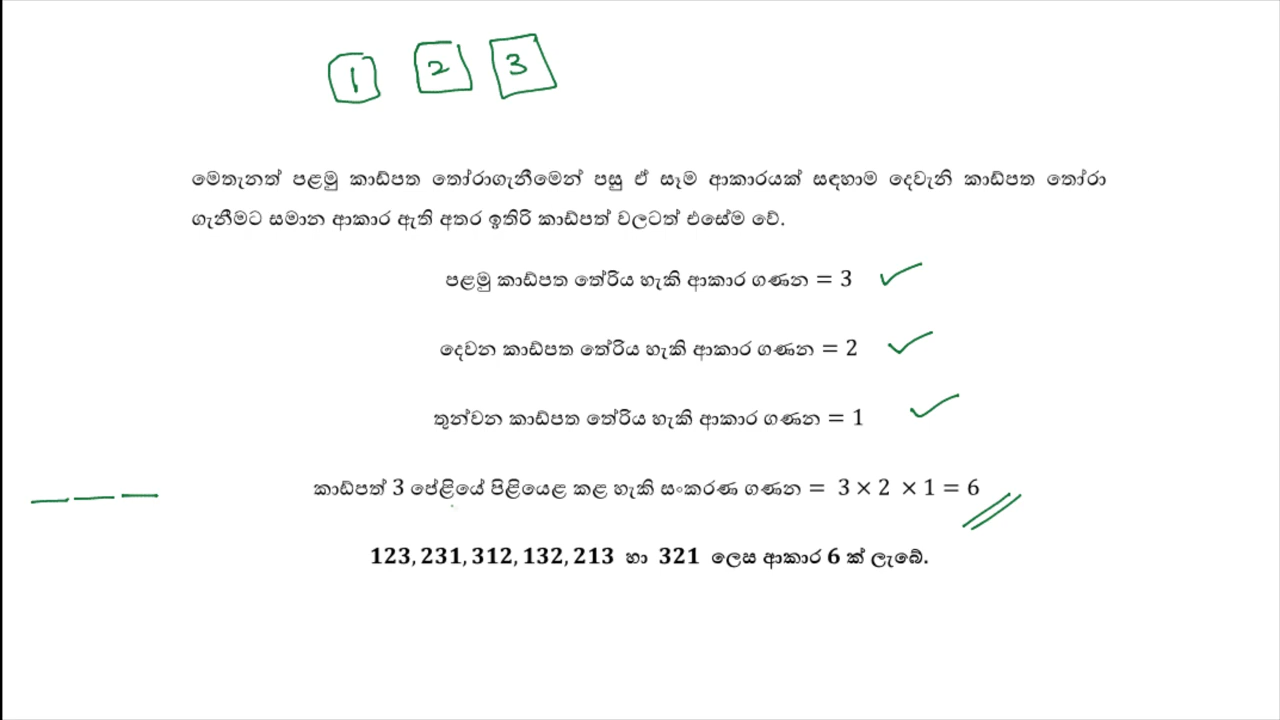 1 2 3
මෙතැනත් පළමු කාඩ්පත තෝරාගැනීමෙන් පසු ඒ සෑම ආකාරයක් සඳහාම දෙවැනි කාඩ්පත තෝරා
ගැනීමට සමාන ආකාර ඇති අතර ඉතිරි කාඩ්පත් වලටත් එසේම වේ.
පළමු කාඩ්පත තේරිය හැකි ආකාර ගණන = 3
දෙවන කාඩ්පත තේරිය හැකි ආකාර ගණන = 2
තුන්වන කාඩ්පත තේරිය හැකි ආකාර ගණන = 1
කාඩ්පත් 3 පේළියේ පිළියෙළ කළ හැකි සංකරණ ගණන = 3 × 2 × 1 = 6
123, 231, 312, 132, 213 හා 321 ලෙස ආකාර 6 ක් ලැබේ.